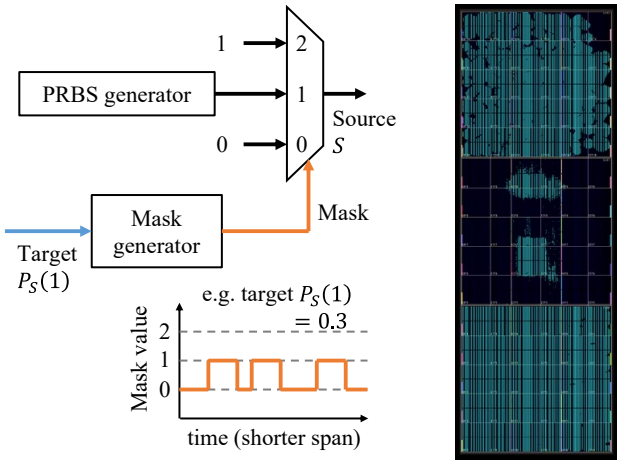 1
2
PRBS generator
1
Source
S
0
0
Mask
generator
Mask
Target
P_S(1)
e.g. target P_S(1)
= 0.3
Mask value
2
1
0
time (shorter span)